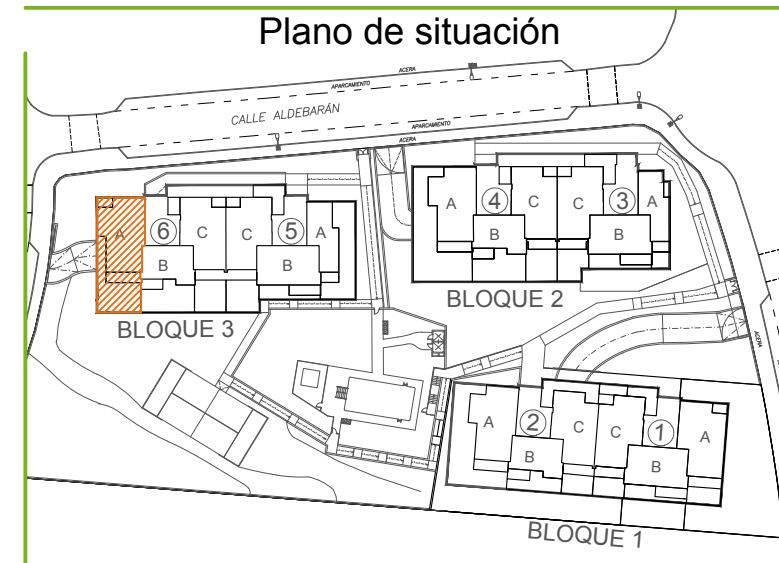 Plano de situación
ACERA
APARCAMIENTO
CALLE ALDEBARÁN
APARCAMIENTO
ACERA
A 6 C C 5 A
B B
BLOQUE 3
A 4 C C 3 A
B B
BLOQUE 2
ACERA
A 2 C C 1 A
B B
BLOQUE 1